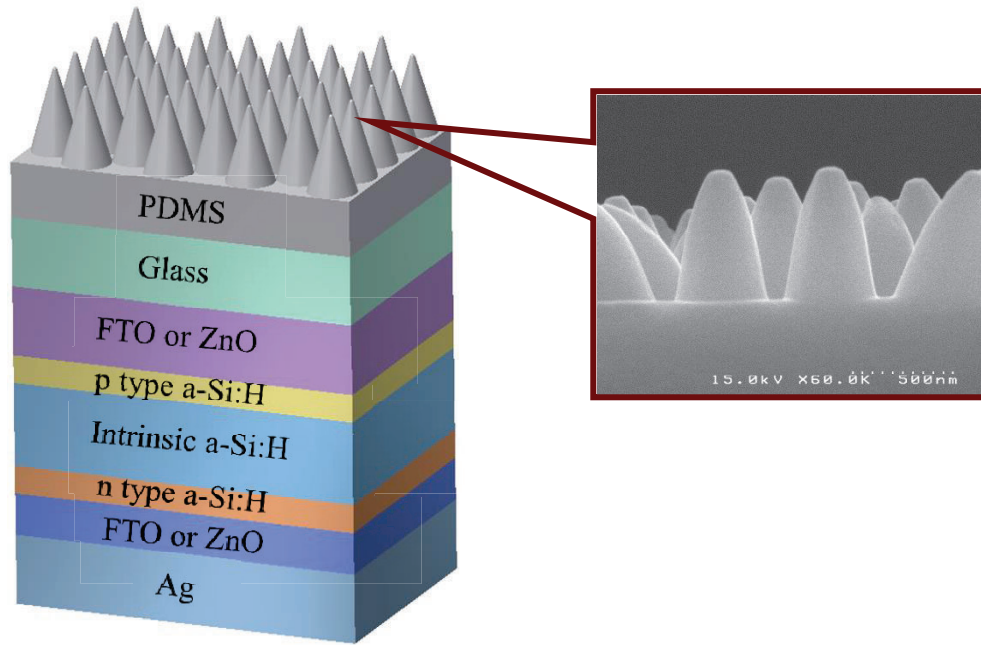 PDMS
Glass
FTO or ZnO
p type a-Si:H
Intrinsic a-Si:H
n type a-Si:H
FTO or ZnO
Ag
15.0kV X60.0K 500nm